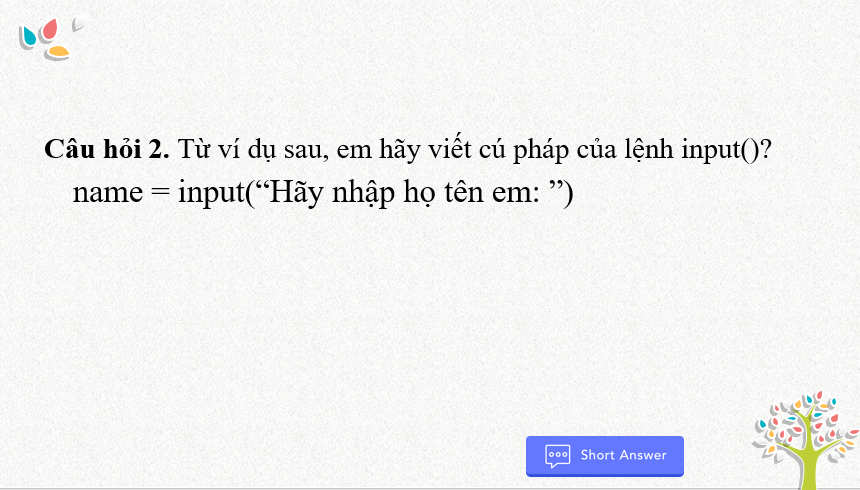 Câu hỏi 2. Từ ví dụ sau, em hãy viết cú pháp của lệnh input()?
name = input(“Hãy nhập họ tên em: ”)
Short Answer